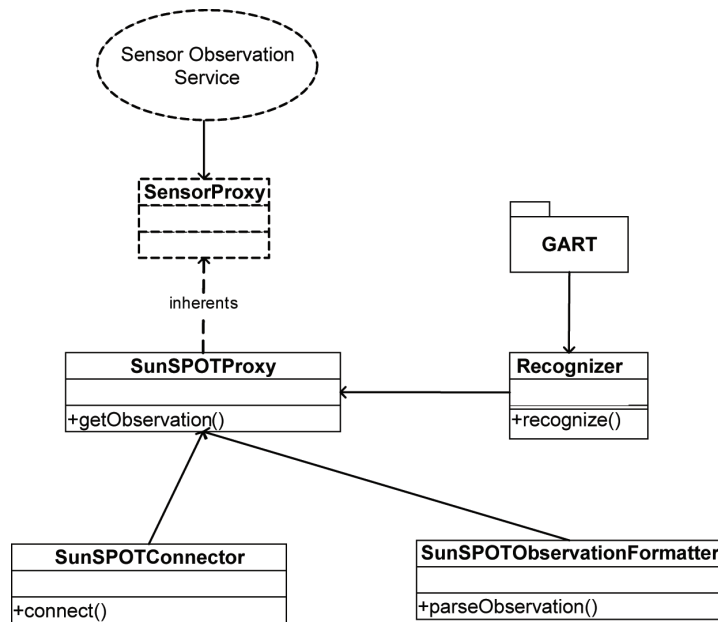 Sensor Observation
Service
SensorProxy
GART
inherents
SunSPOTProxy
+getObservation()
Recognizer
+recognize()
SunSPOTConnector
+connect()
SunSPOTObservationFormatter
+parseObservation()